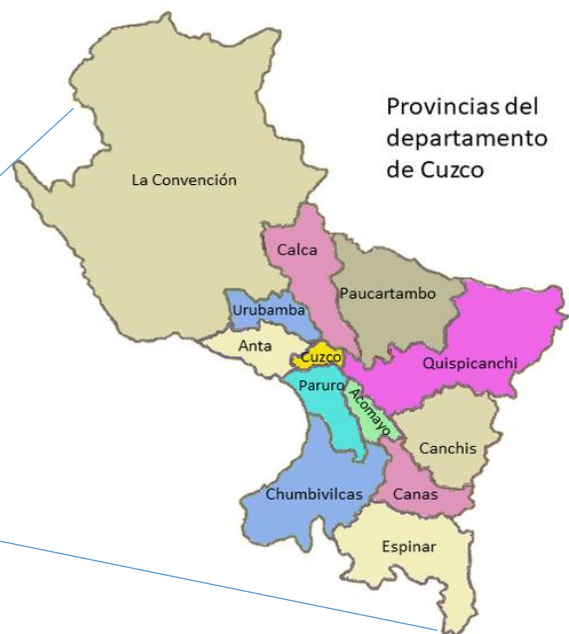 Provincias del
departamento
de Cuzco
La Convención
Calca
Paucartambo
Urubamba
Anta
Cuzco
Quispicanchi
Paruro
Acomayo
Canchis
Chumbivilcas
Canas
Espinar